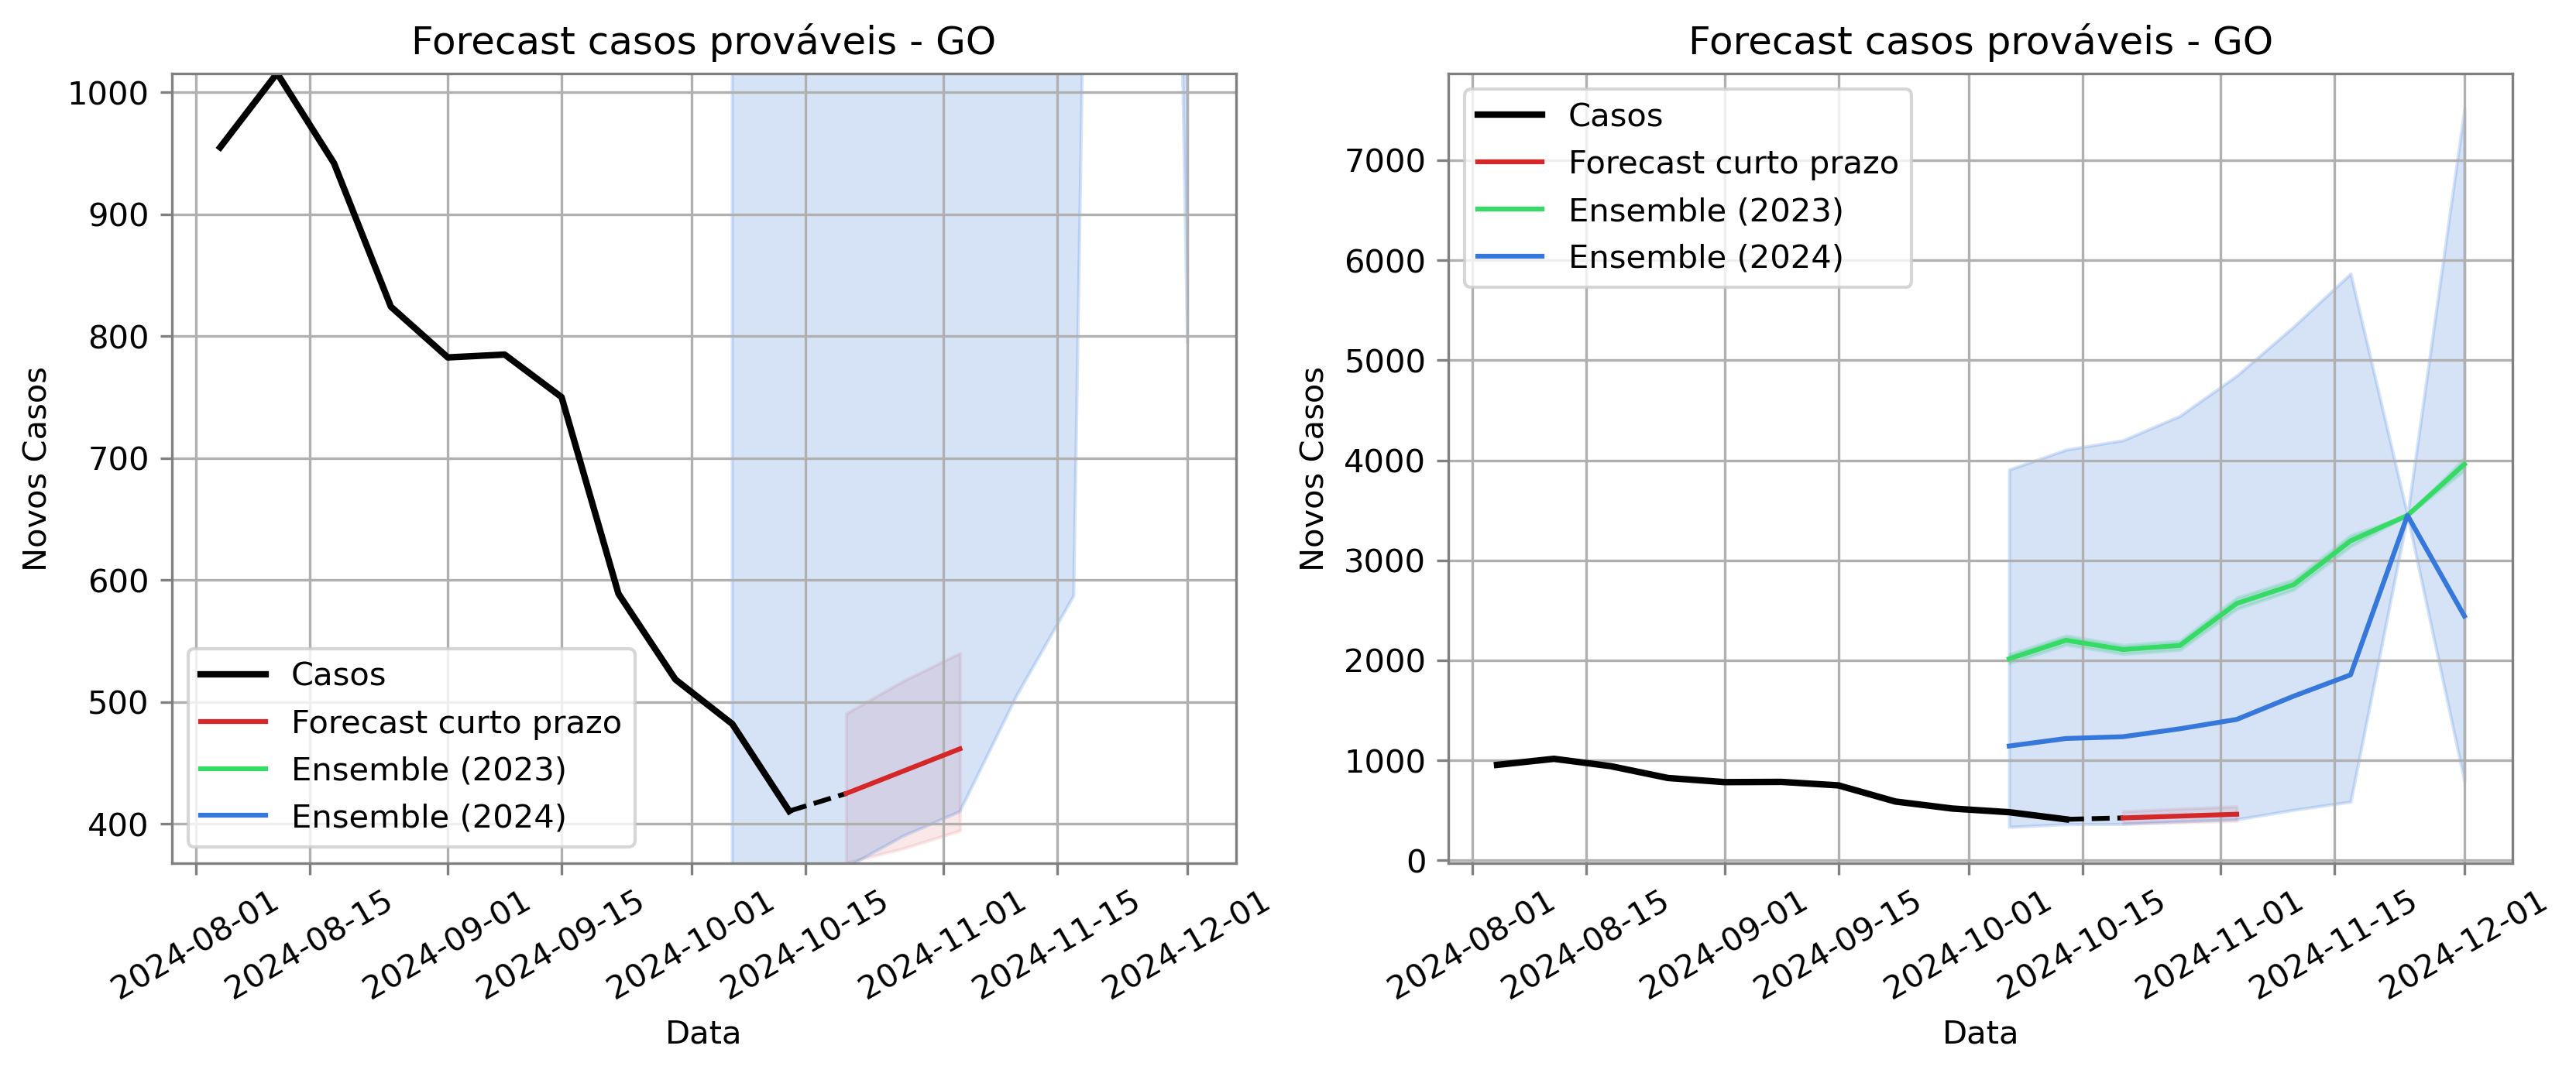 Forecast casos prováveis - GO
1000
900
800
700
600
500
400
Novos Casos
Casos
Forecast curto prazo
Ensemble (2023)
Ensemble (2024)
2024-08-01
2024-08-15
2024-09-01
2024-09-15
2024-10-01
2024-10-15
2024-11-01
2024-11-15
2024-12-01
Data
Forecast casos prováveis - GO
7000
6000
5000
4000
3000
2000
1000
0
Novos Casos
Casos
Forecast curto prazo
Ensemble (2023)
Ensemble (2024)
2024-08-01
2024-08-15
2024-09-01
2024-09-15
2024-10-01
2024-10-15
2024-11-01
2024-11-15
2024-12-01
Data